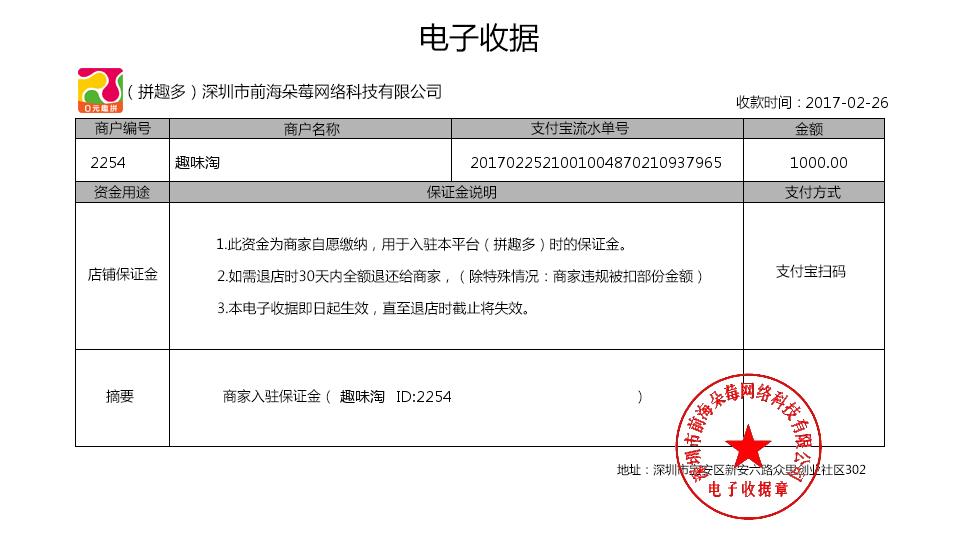 电子收据
0元趣拼
（拼趣多）深圳市前海朵莓网络科技有限公司
收款时间：2017-02-26
商户编号 商户名称 支付宝流水单号 金额
2254 趣味淘 2017022521001004870210937965 1000.00
资金用途 保证金说明 支付方式
1.此资金为商家自愿缴纳，用于入驻本平台（拼趣多）时的保证金。
店铺保证金 2.如需退店时30天内全额退还给商家，（除特殊情况：商家违规被扣部份金额） 支付宝扫码
3.本电子收据即日起生效，直至退店时截止将失效。
摘要 商家入驻保证金（ 趣味淘 ID:2254 ）
深圳市前海朵莓网络科技有限公司
地址：深圳市宝安区新安六路众里创业社区302
电子收据章